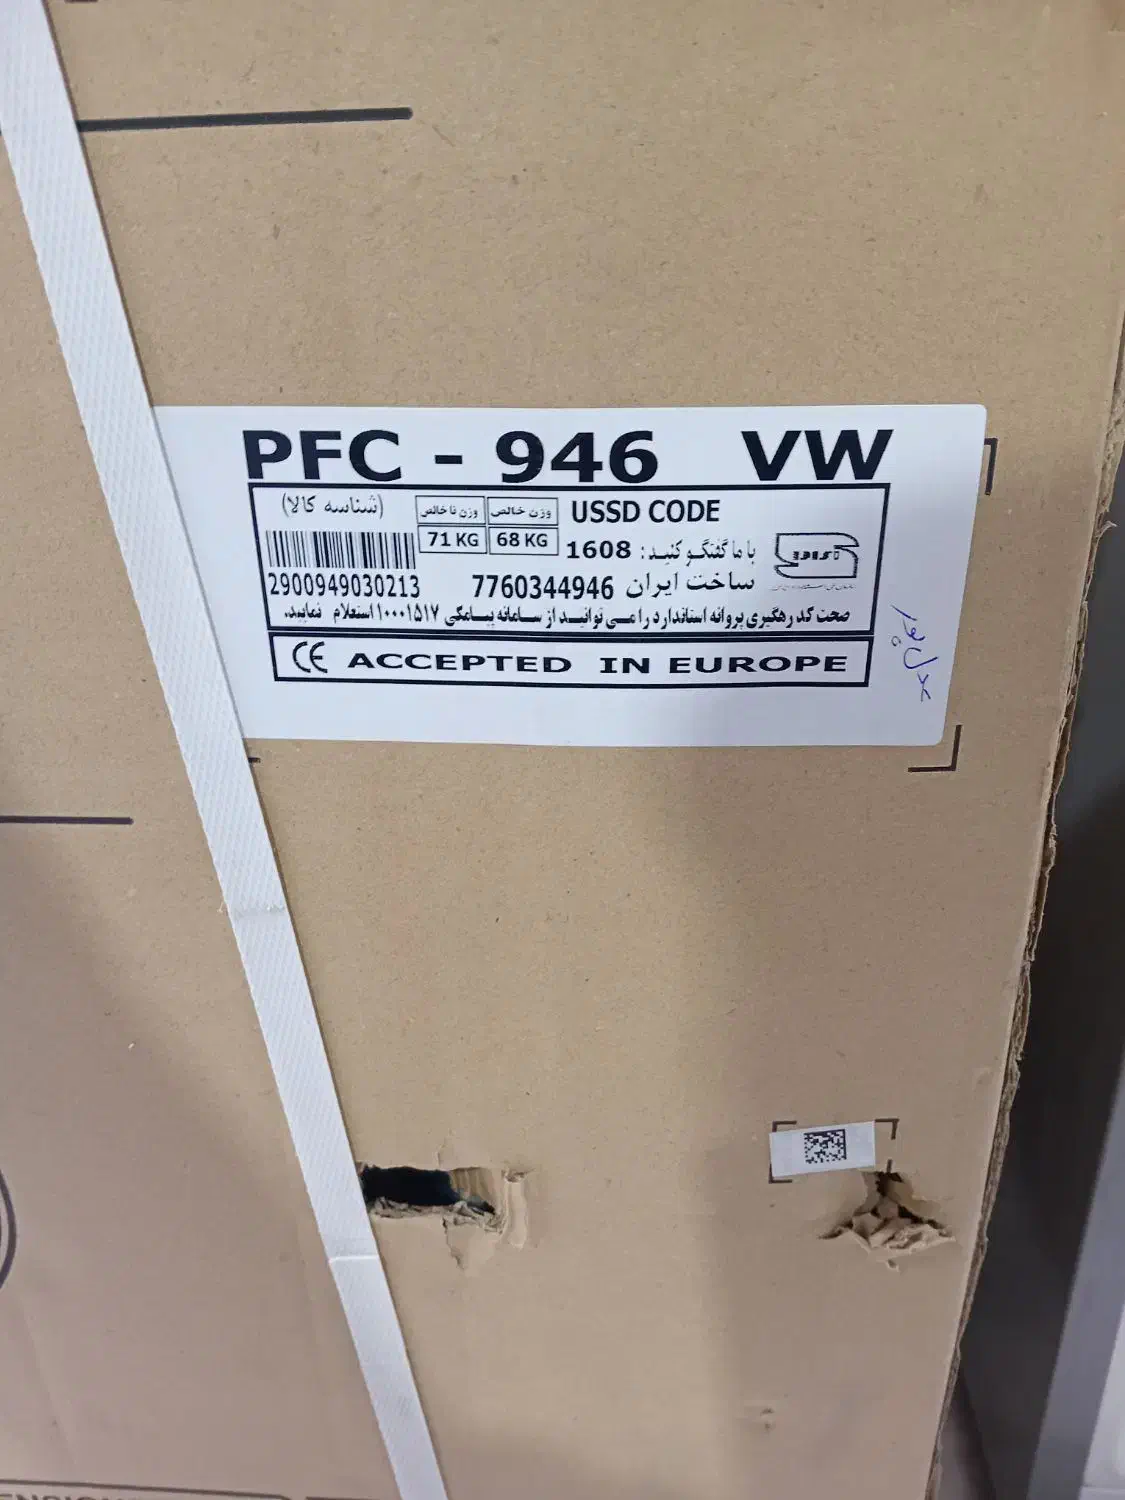 PFC - 946 VW
(شناسه کالا)
وزن ناخالص
وزن خالص
USSD CODE
71 KG
68 KG
با ما گفتگو کنید: 1608
2900949030213
7760344946 ساخت ایران
صحت کد رهگیری پروانه استاندارد را می توانید از سامانه پیامکی ۱۰۰۰۱۵۱۷ استعلام نمایید.
CE ACCEPTED IN EUROPE